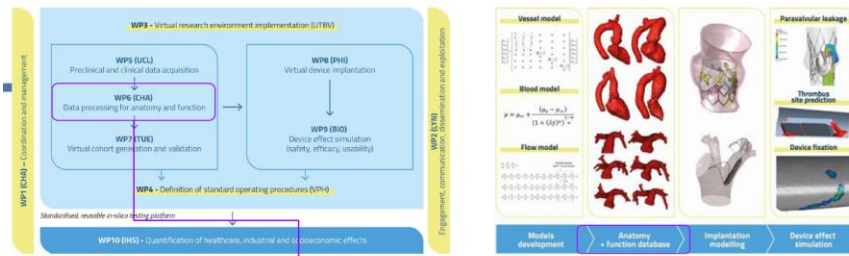 WP3 - Virtual research environment implementation (UTBV)
WP1 (CHA) – Coordination and management
WP5 (UCL)
Preclinical and clinical data acquisition
WP6 (CHA)
Data processing for anatomy and function
WP7 (TUE)
Virtual cohort generation and validation
WP8 (PHI)
Virtual device implantation
WP9 (BIO)
Device effect simulation
(safety, efficacy, usability)
WP4 – Definition of standard operating procedures (VPH)
WP2 (LYN)
Engagement, communication, dissemination and exploitation
Standardised, reusable in-silico testing platform
WP10 (IHS) - Quantification of healthcare, industrial and socioeconomic effects
Vessel model
Blood model
Flow model
Paravalvular leakage
Thrombus
site prediction
Device fixation
Models
development
Anatomy
+ function database
Implantation
modelling
Device effect
simulation